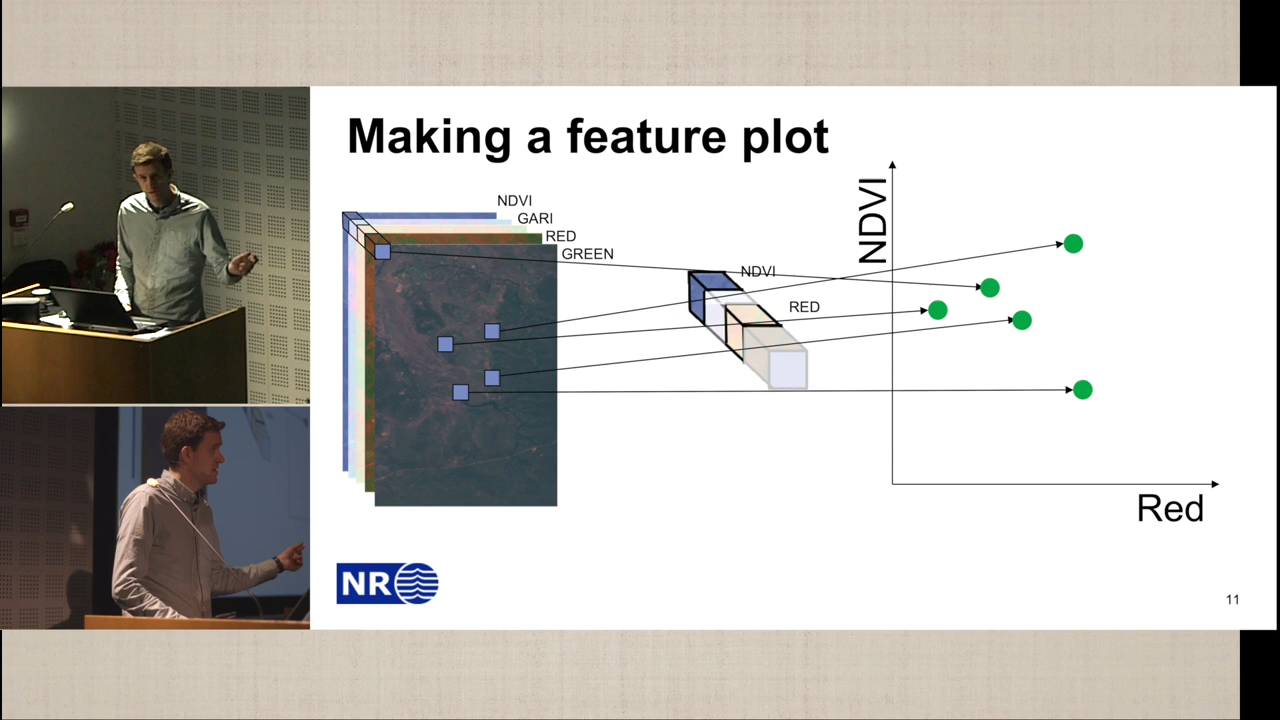 Making a feature plot
NDVI
GARI
RED
GREEN
NDVI
RED
NDVI
Red
NR
11